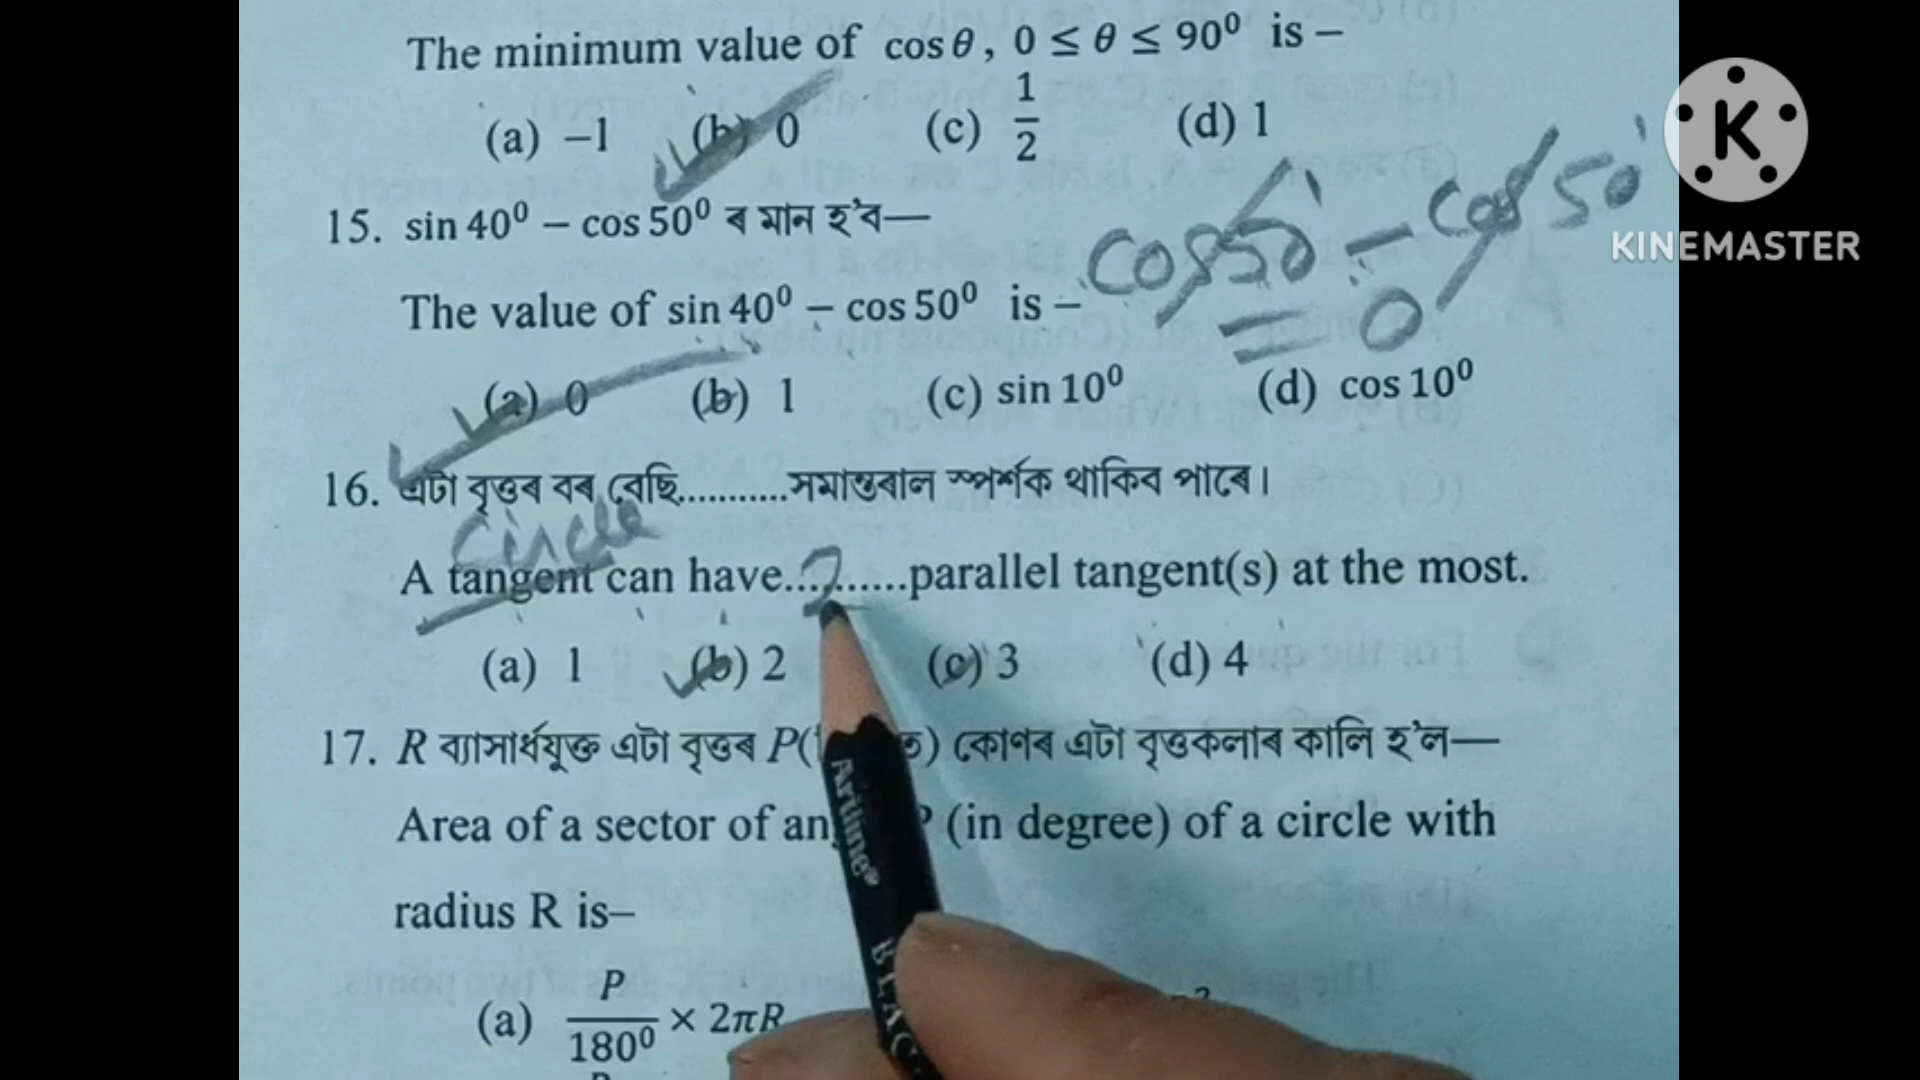 The minimum value of cos θ, 0 ≤ θ ≤ 90⁰ is –
(a) –1 (b) 0 (c) 1/2 (d) 1
K
KINEMASTER
cos 50 – cos 50
= 0
15. sin 40⁰ – cos 50⁰ ৰ মান হ'ব—
The value of sin 40⁰ – cos 50⁰ is –
(a) 0 (b) 1 (c) sin 10⁰ (d) cos 10⁰
16. এটা বৃত্তৰ বৰ বেছি...........সমান্তৰাল স্পৰ্শক থাকিব পাৰে।
circle
A tangent can have...2......parallel tangent(s) at the most.
(a) 1 (b) 2 (c) 3 (d) 4
17. R ব্যাসাৰ্ধযুক্ত এটা বৃত্তৰ P( ) কোণৰ এটা বৃত্তকলাৰ কালি হ'ল—
Area of a sector of P (in degree) of a circle with
radius R is–
(a) P/180⁰ × 2πR
Artline